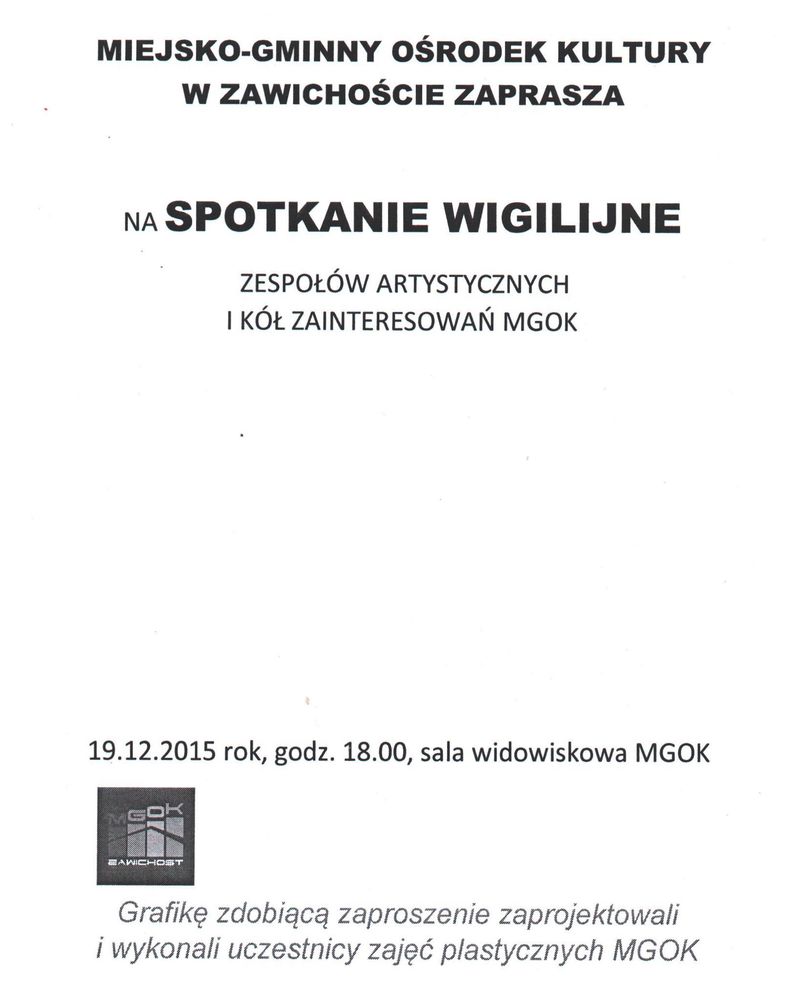 MIEJSKO-GMINNY OŚRODEK KULTURY
W ZAWICHOŚCIE ZAPRASZA
NA SPOTKANIE WIGILIJNE
ZESPOŁÓW ARTYSTYCZNYCH
I KÓŁ ZAINTERESOWAŃ MGOK
19.12.2015 rok, godz. 18.00, sala widowiskowa MGOK
MGOK
ZAWICHOST
Grafikę zdobiącą zaproszenie zaprojektowali
i wykonali uczestnicy zajęć plastycznych MGOK